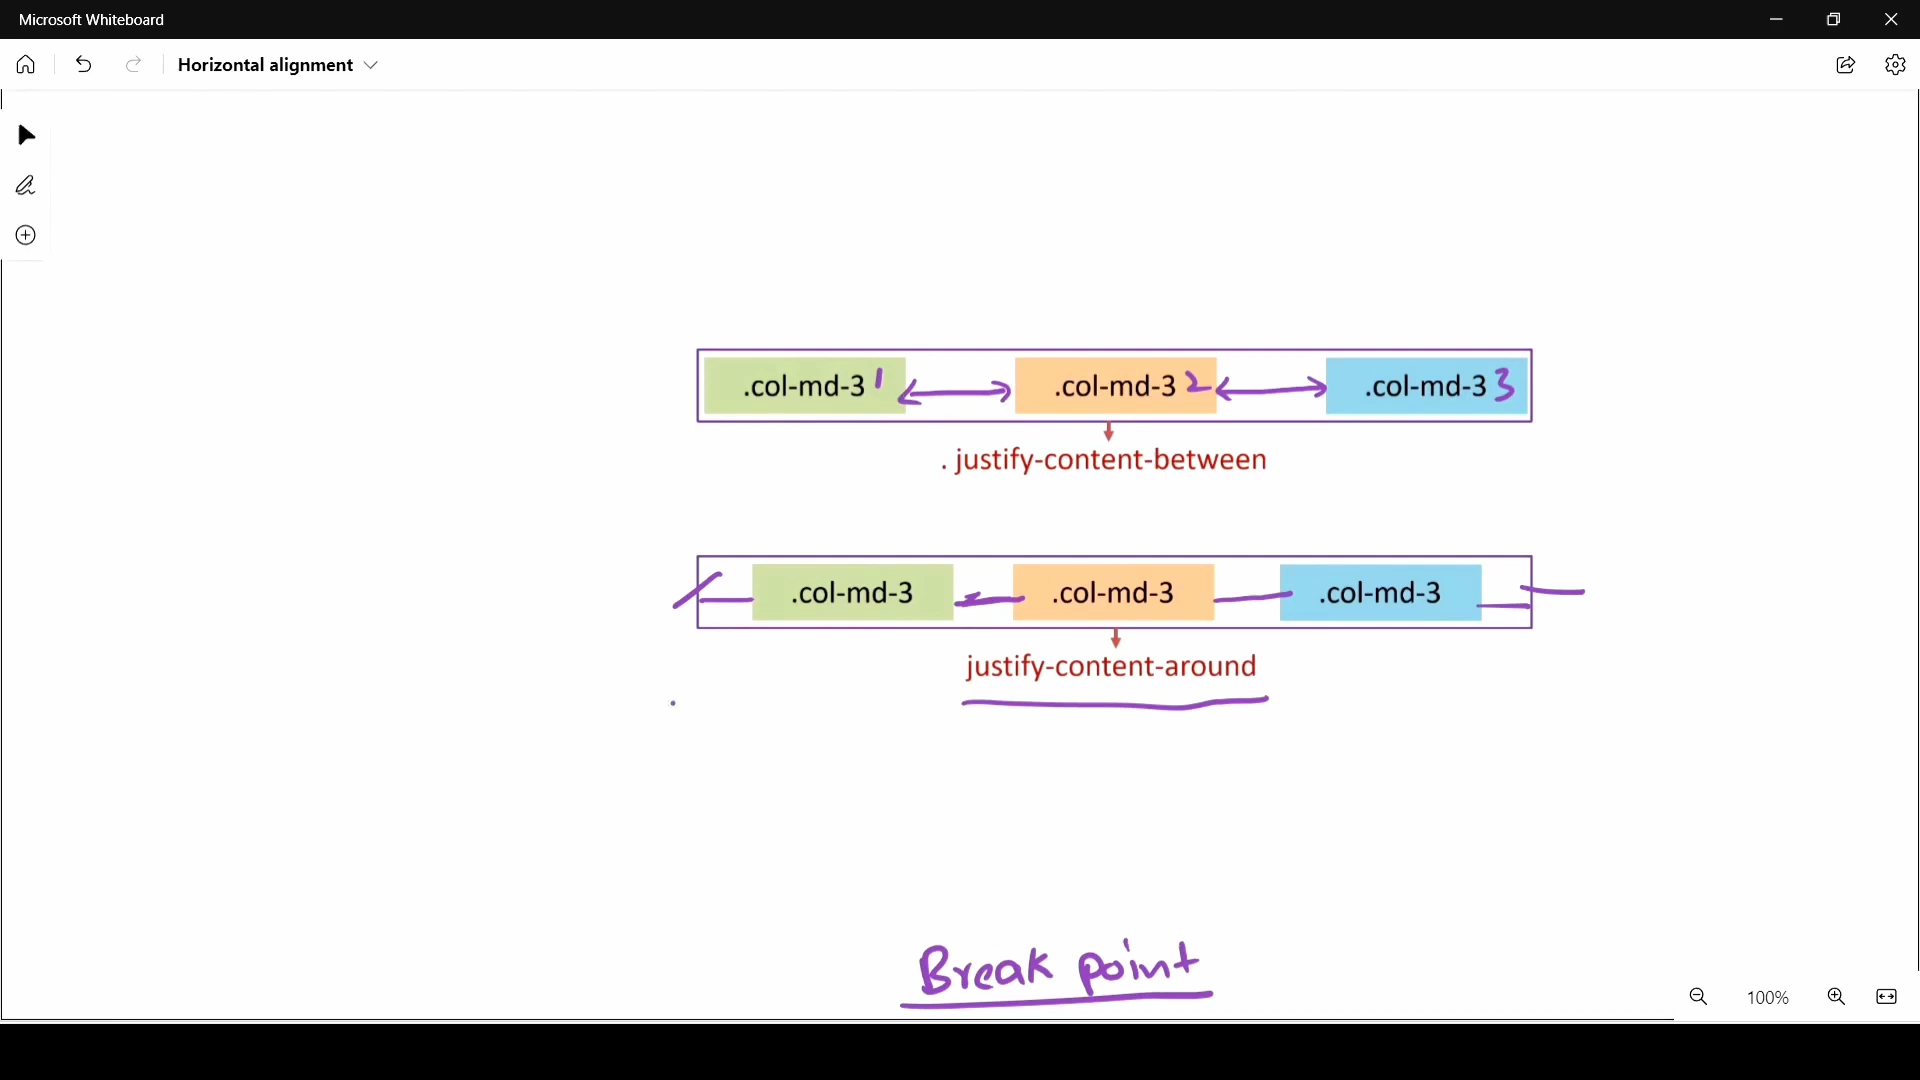 Microsoft Whiteboard
Horizontal alignment
.col-md-3 1 .col-md-3 2 .col-md-3 3
. justify-content-between
.col-md-3 .col-md-3 .col-md-3
justify-content-around
Break point
100%